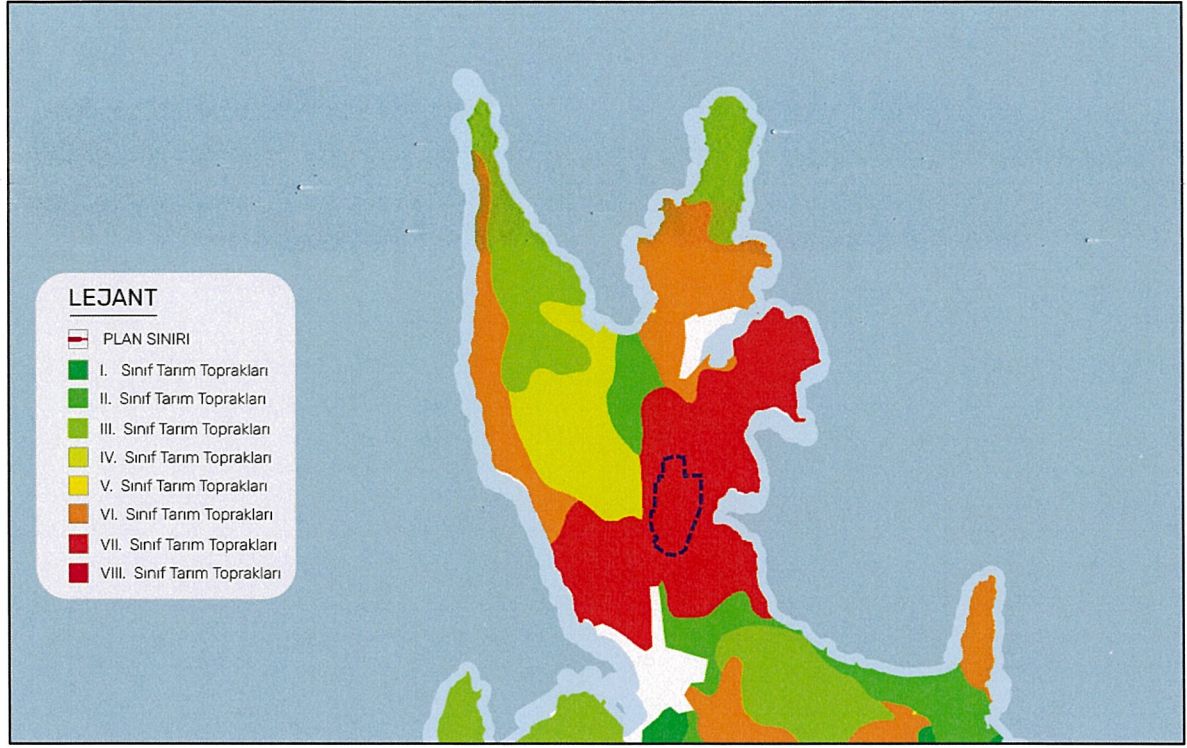 LEJANT
PLAN SINIRI
I. Sınıf Tarım Toprakları
II. Sınıf Tarım Toprakları
III. Sınıf Tarım Toprakları
IV. Sınıf Tarım Toprakları
V. Sınıf Tarım Toprakları
VI. Sınıf Tarım Toprakları
VII. Sınıf Tarım Toprakları
VIII. Sınıf Tarım Toprakları